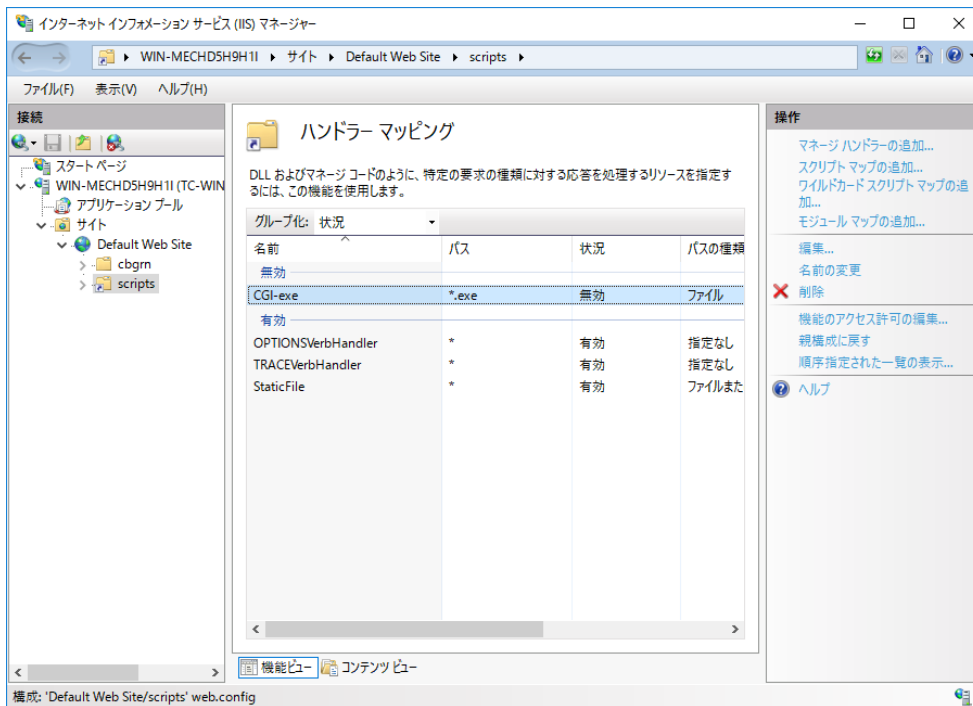 インターネット インフォメーション サービス (IIS) マネージャー
WIN-MECHD5H9H1I サイト Default Web Site scripts
ファイル(F) 表示(V) ヘルプ(H)
接続
スタート ページ
WIN-MECHD5H9H1I (TC-WIN
アプリケーション プール
サイト
Default Web Site
cbgrn
scripts
ハンドラー マッピング
DLL およびマネージ コードのように、特定の要求の種類に対する応答を処理するリソースを指定す
るには、この機能を使用します。
グループ化: 状況
名前 パス 状況 パスの種類
無効
CGI-exe *.exe 無効 ファイル
有効
OPTIONSVerbHandler * 有効 指定なし
TRACEVerbHandler * 有効 指定なし
StaticFile * 有効 ファイルまた
機能ビュー コンテンツ ビュー
操作
マネージ ハンドラーの追加...
スクリプト マップの追加...
ワイルドカード スクリプト マップの追
加...
モジュール マップの追加...
編集...
名前の変更
削除
機能のアクセス許可の編集...
親構成に戻す
順序指定された一覧の表示...
ヘルプ
構成: 'Default Web Site/scripts' web.config